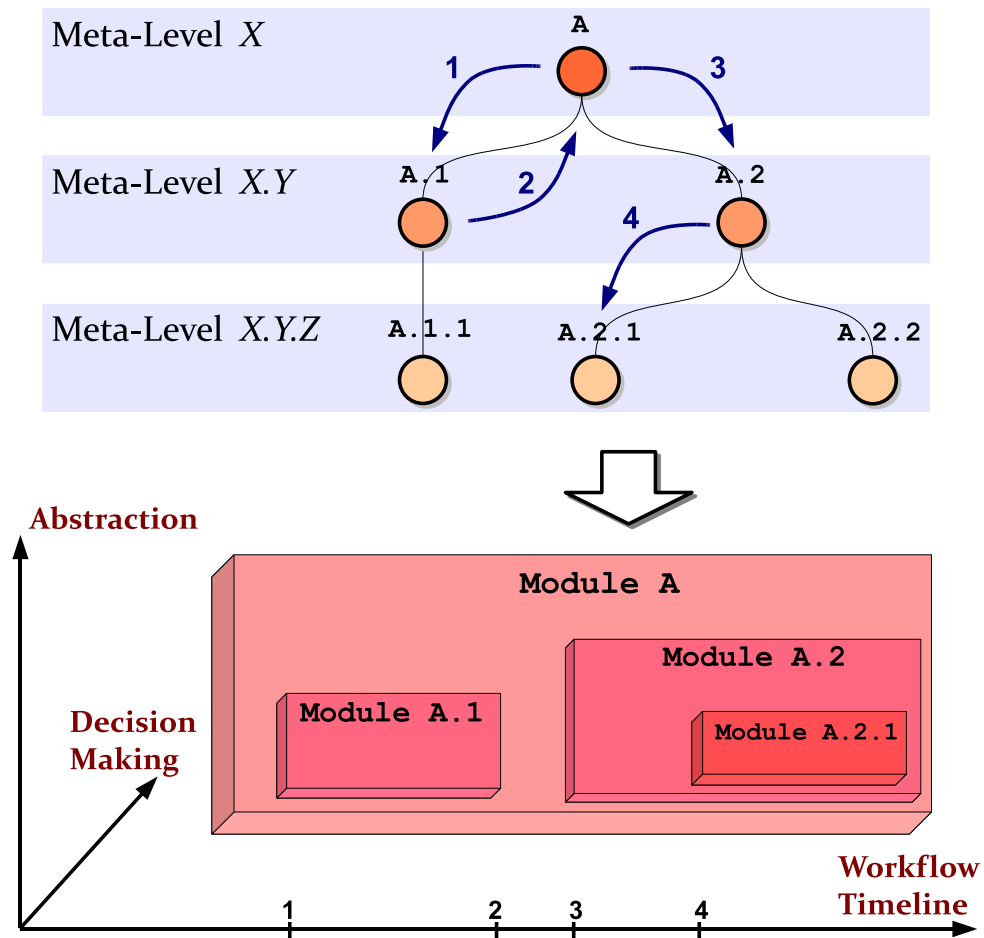 A
Meta-Level X
1
3
Meta-Level X.Y
A.1
2
A.2
4
Meta-Level X.Y.Z
A.1.1
A.2.1
A.2.2
Abstraction
Module A
Module A.2
Module A.1
Decision
Making
Module A.2.1
Workflow
Timeline
1
2
3
4